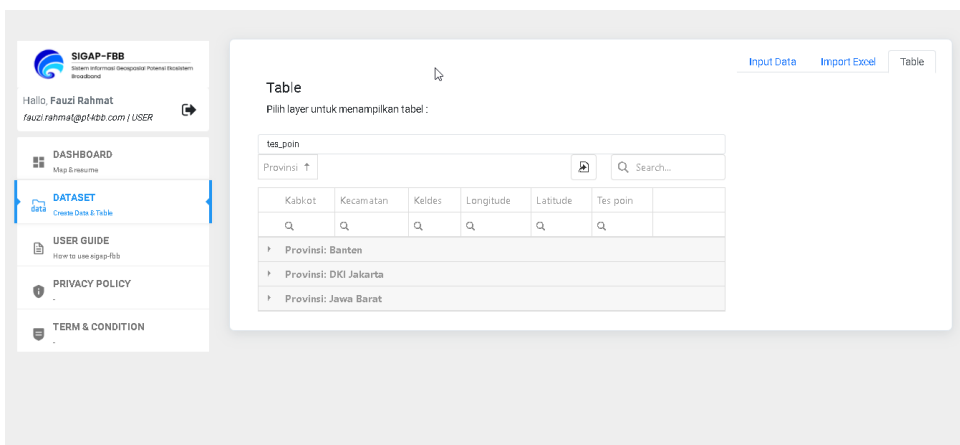 SIGAP-FBB
Sistem Informasi Geospasial Potensi Ekosistem
Broadband
Hallo, Fauzi Rahmat
fauzi.rahmat@pt-kbb.com | USER
DASHBOARD
Map & resume
data
DATASET
Create Data & Table
USER GUIDE
How to use sigap-fbb
PRIVACY POLICY
-
TERM & CONDITION
-
Input Data Import Excel Table
Table
Pilih layer untuk menampilkan tabel :
tes_poin
Provinsi ↑ Search...
Kabkot Kecamatan Keldes Longitude Latitude Tes poin
Provinsi: Banten
Provinsi: DKI Jakarta
Provinsi: Jawa Barat